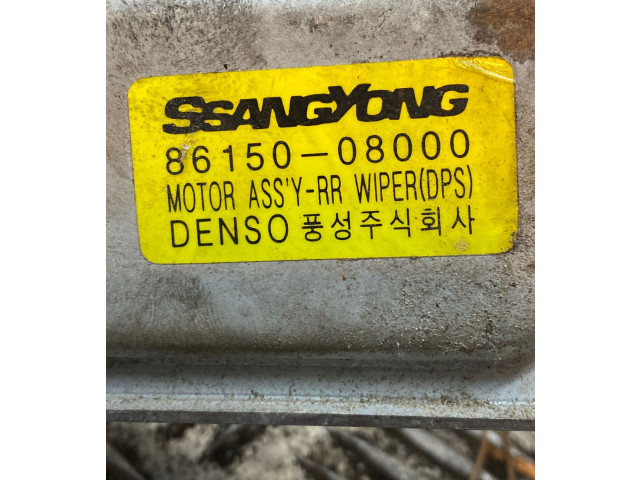 SSANGYONG
86150-08000
MOTOR ASS'Y-RR WIPER(DPS)
DENSO 풍성주식회사